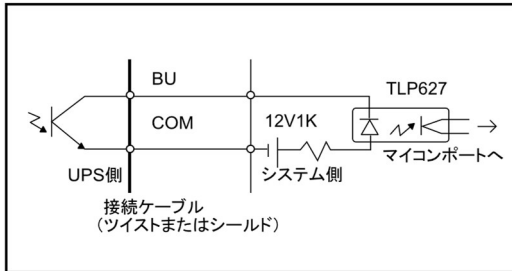 BU
TLP627
COM
12V1K
UPS側
システム側
マイコンポートへ
接続ケーブル
(ツイストまたはシールド)